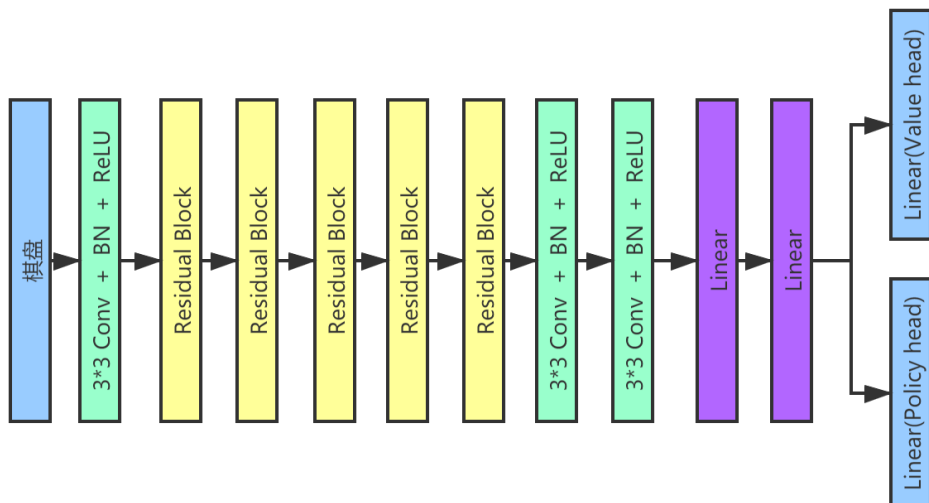 棋盘
3*3 Conv + BN + ReLU
Residual Block
Residual Block
Residual Block
Residual Block
Residual Block
3*3 Conv + BN + ReLU
3*3 Conv + BN + ReLU
Linear
Linear
Linear(Value head)
Linear(Policy head)